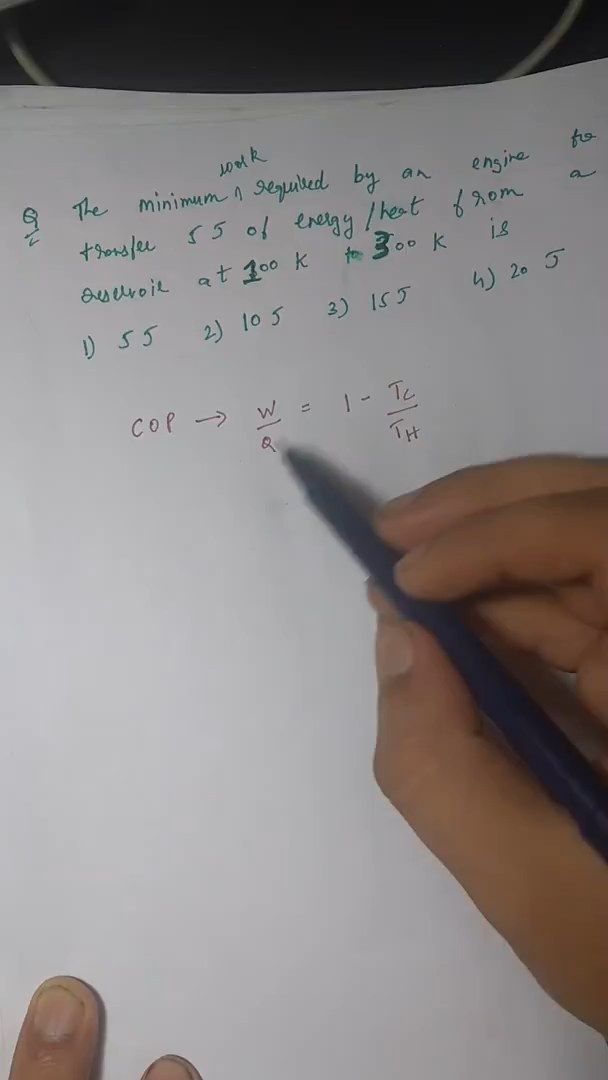 work
Q The minimum ∧ required by an engine to
transfer 5 J of energy/heat from a
reservoir at 100 K to 300 K is
1) 5 J 2) 10 J 3) 15 J 4) 20 J
COP → W/Q = 1 - TC/TH